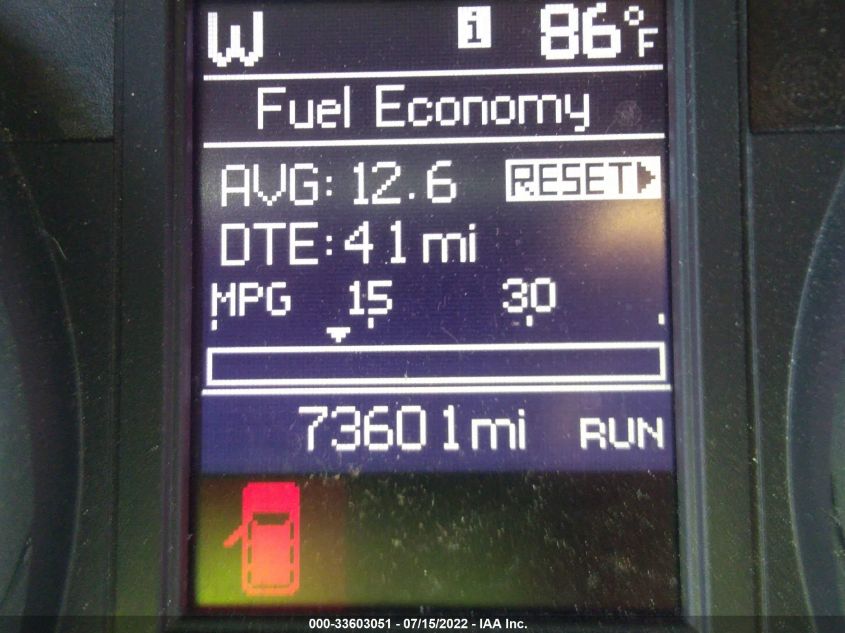 W i 86°F
Fuel Economy
AVG: 12.6 RESET
DTE: 41 mi
MPG 15 30
73601 mi RUN
000-33603051 - 07/15/2022 - IAA Inc.